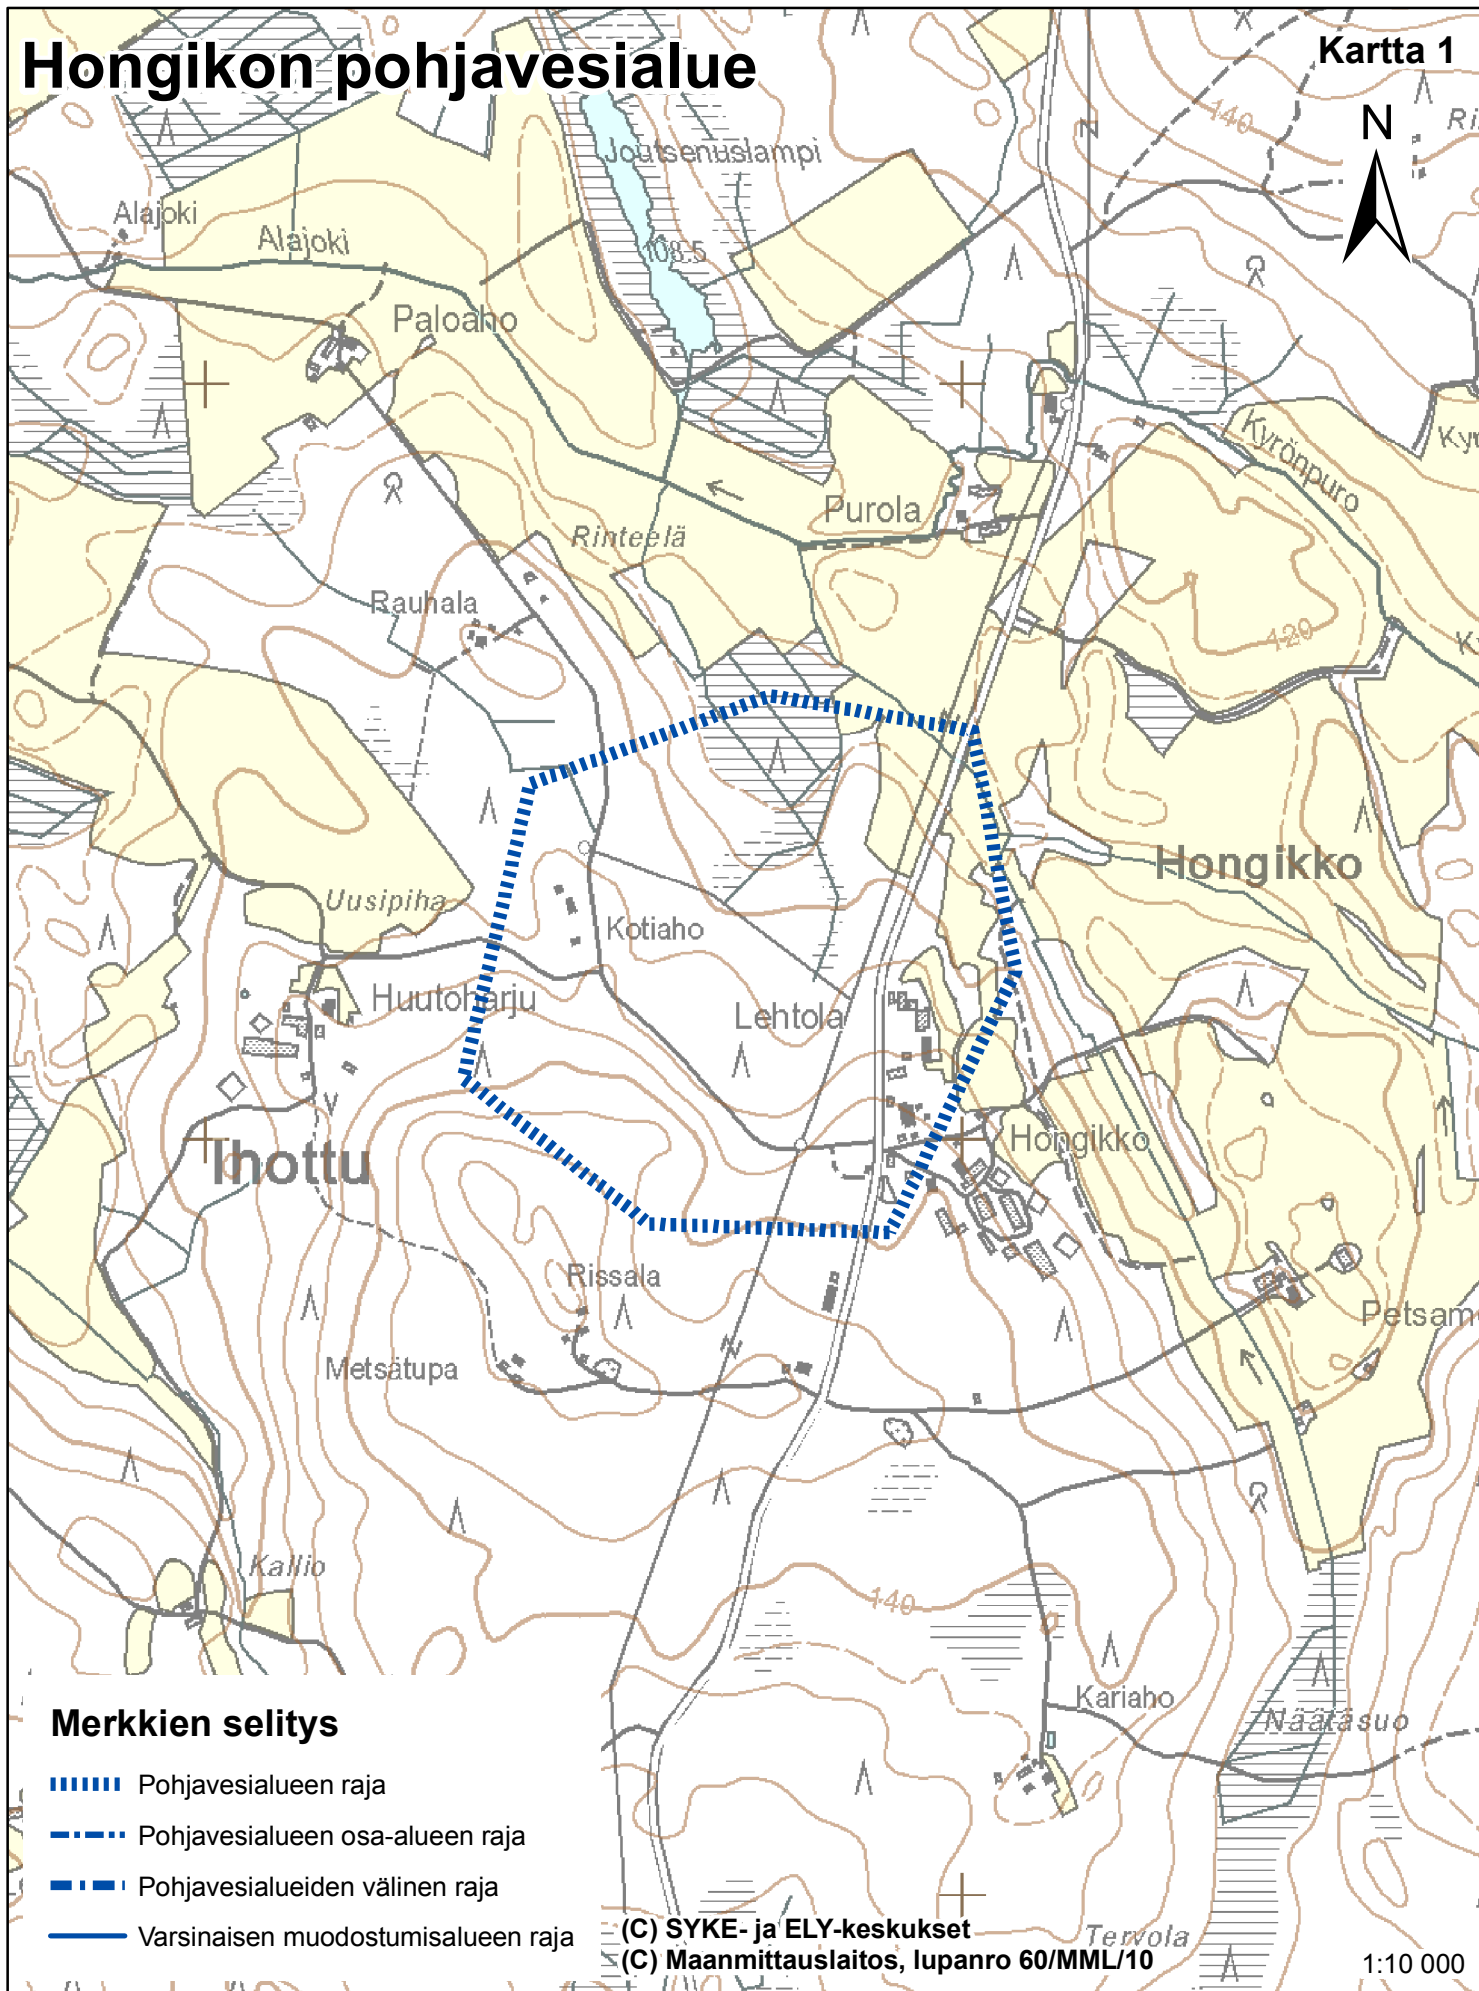 Hongikon pohjavesialue
Kartta 1
N
140
Joutsenuslampi
Alajoki
Alajoki
108.5
Paloaho
Kyrönpuro
Purola
Rinteelä
Rauhala
120
Hongikko
Uusipiha
Kotiaho
Huutoharju
Lehtola
Hongikko
Ihottu
Rissala
Metsätupa
Kallio
140
Kariaho
Näätäsuo
Tervola
Merkkien selitys
Pohjavesialueen raja
Pohjavesialueen osa-alueen raja
Pohjavesialueiden välinen raja
Varsinaisen muodostumisalueen raja
(C) SYKE- ja ELY-keskukset
(C) Maanmittauslaitos, lupanro 60/MML/10
1:10 000